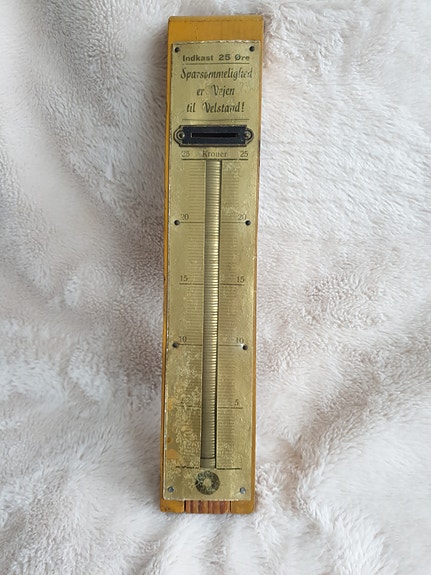 Indkast 25 Øre
Sparsommelighed
er Vejen
til Velstand!
25 Kroner 25
20 20
15 15
10 10
5